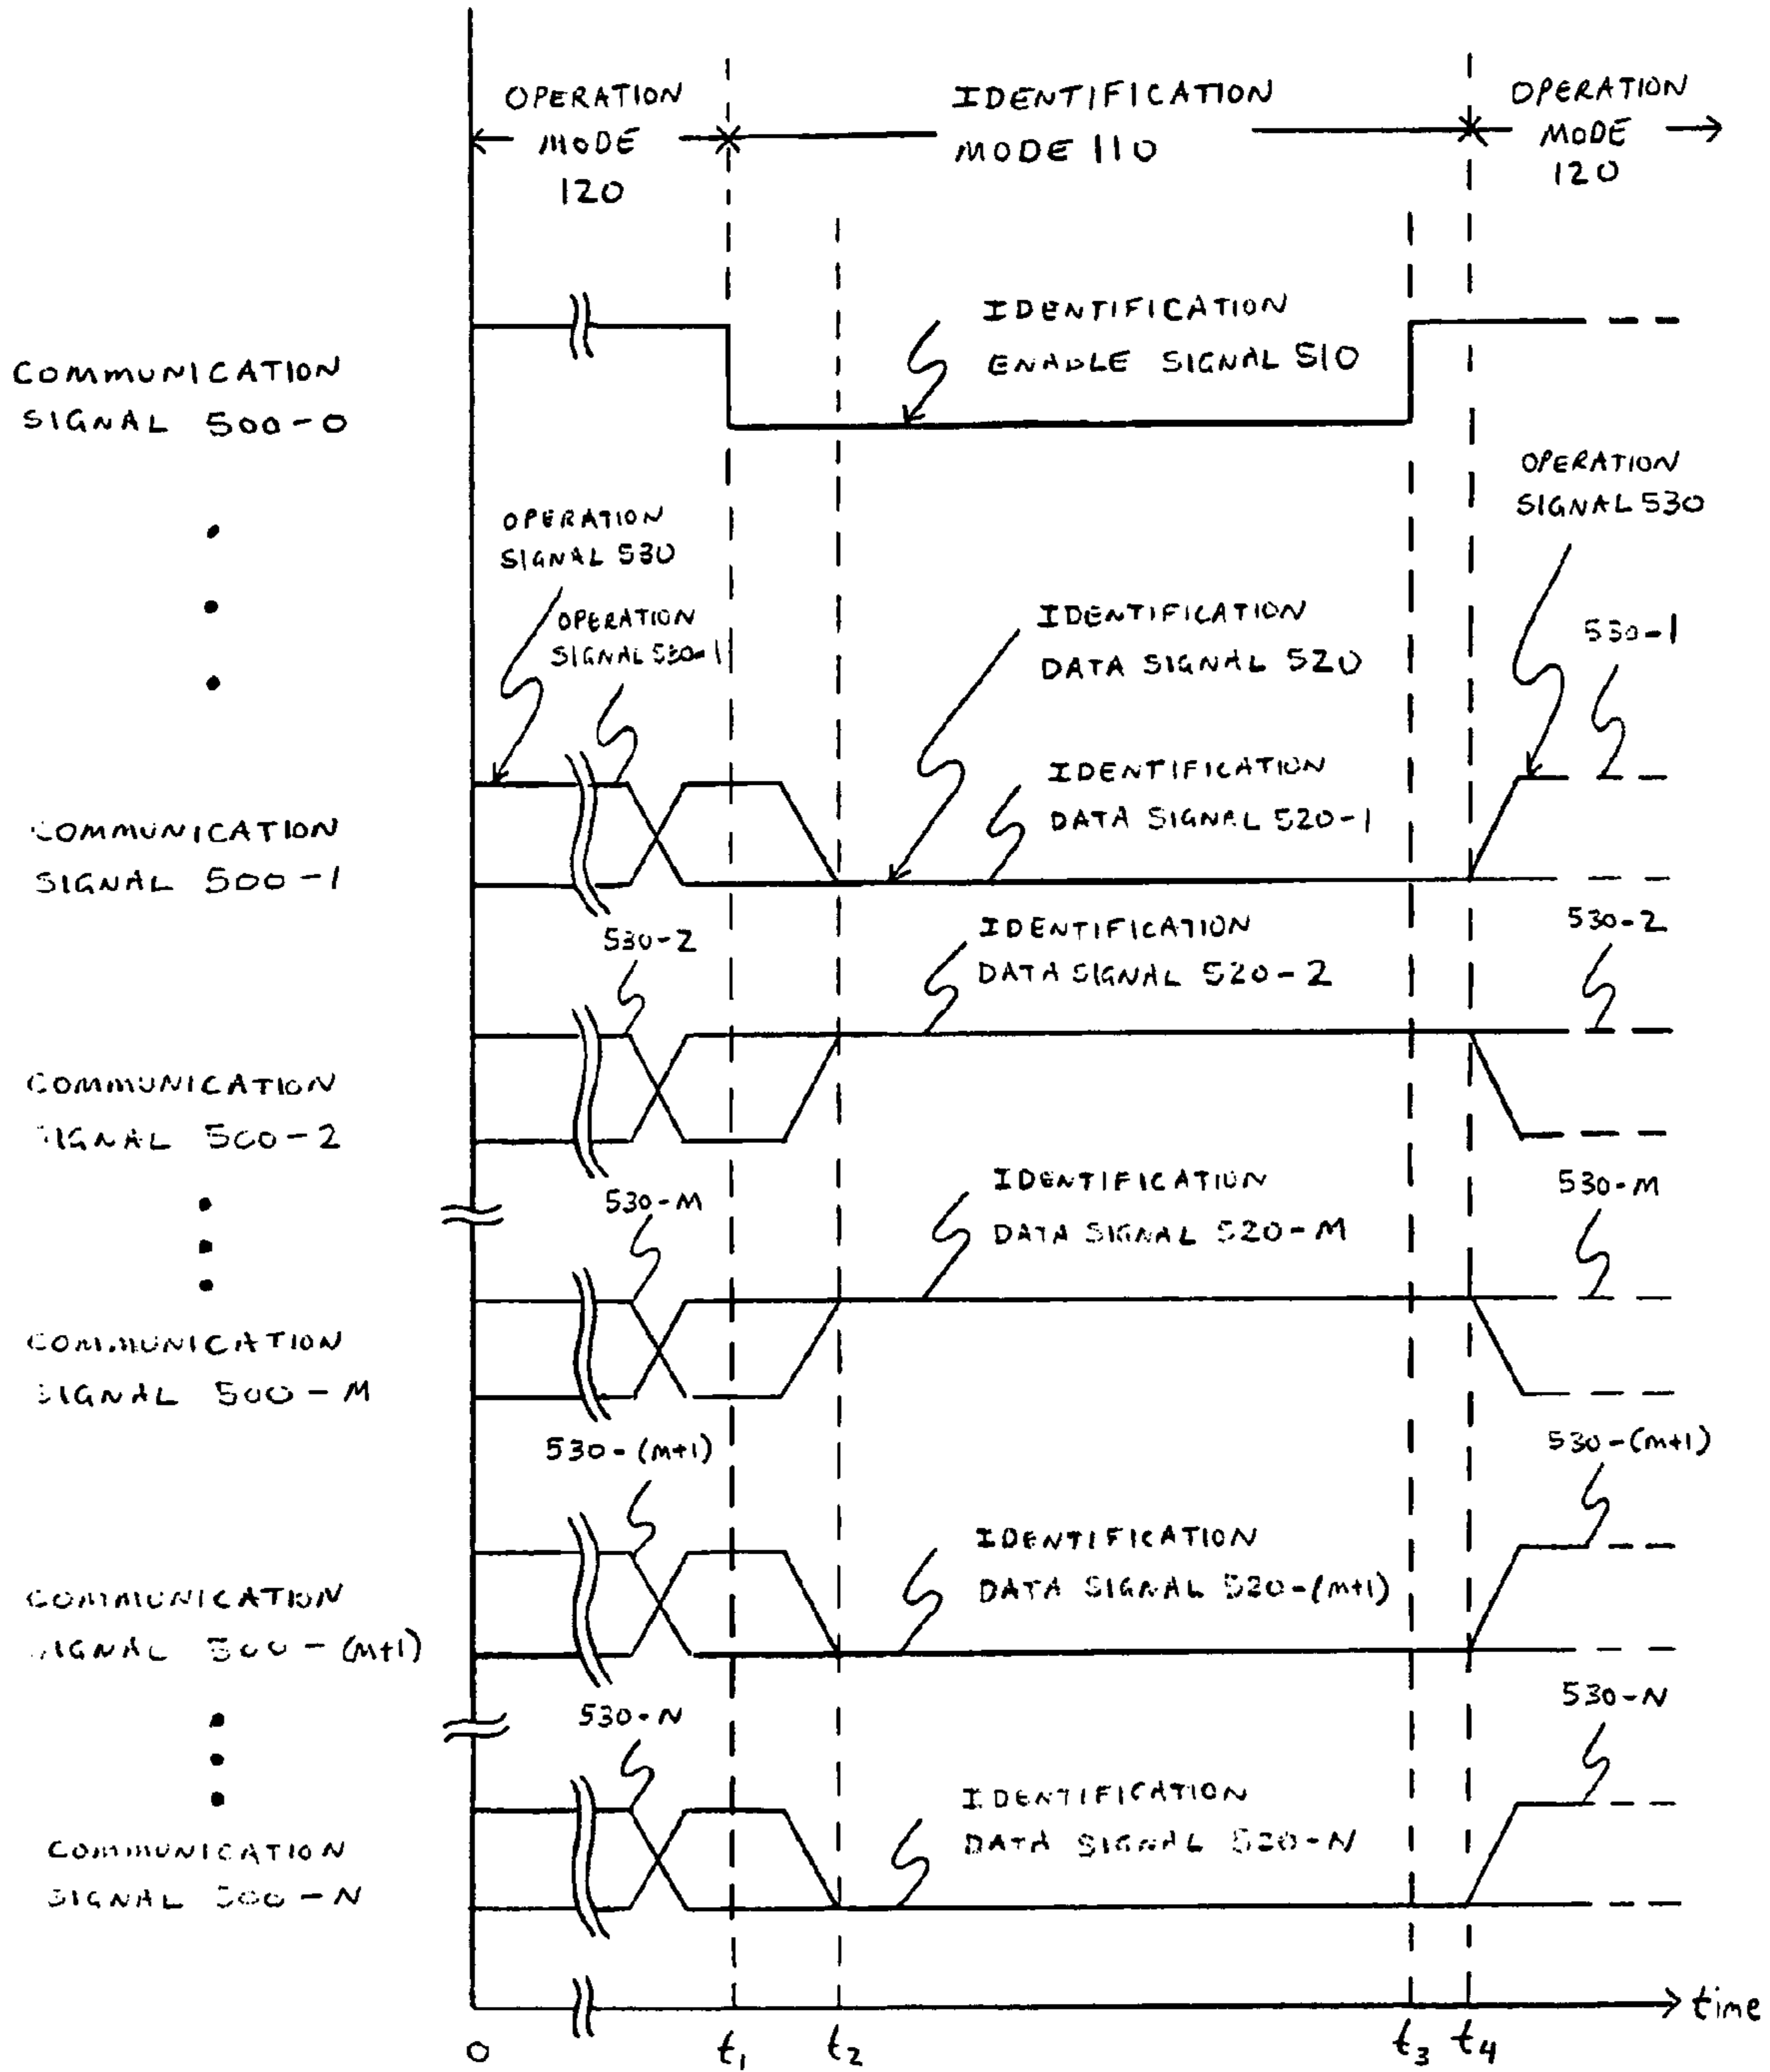 OPERATION
MODE
120
IDENTIFICATION
MODE 110
OPERATION
MODE
120
IDENTIFICATION
ENABLE SIGNAL 510
COMMUNICATION
SIGNAL 500-0
OPERATION
SIGNAL 530
OPERATION
SIGNAL 530
OPERATION
SIGNAL 530-1
IDENTIFICATION
DATA SIGNAL 520
530-1
IDENTIFICATION
DATA SIGNAL 520-1
COMMUNICATION
SIGNAL 500-1
530-2
IDENTIFICATION
DATA SIGNAL 520-2
530-2
COMMUNICATION
SIGNAL 500-2
530-M
IDENTIFICATION
DATA SIGNAL 520-M
530-M
COMMUNICATION
SIGNAL 500-M
530-(M+1)
530-(M+1)
IDENTIFICATION
DATA SIGNAL 520-(M+1)
COMMUNICATION
SIGNAL 500-(M+1)
530-N
530-N
IDENTIFICATION
DATA SIGNAL 520-N
COMMUNICATION
SIGNAL 500-N
time
0 t1 t2 t3 t4